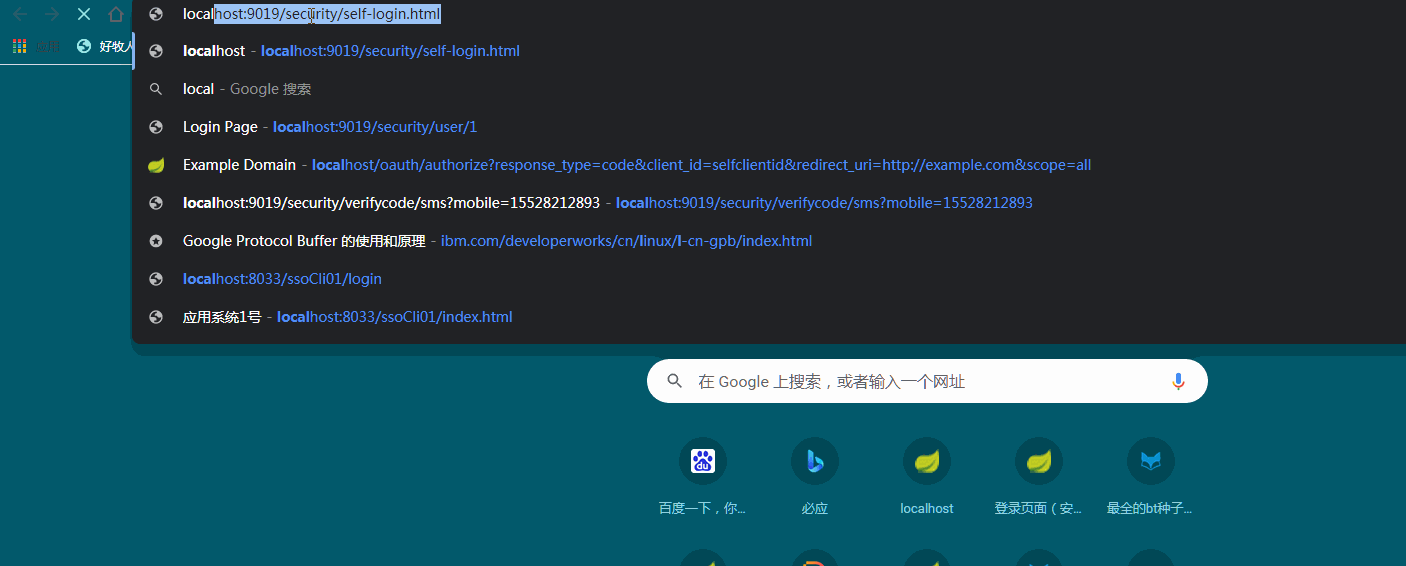 localhost:9019/security/self-login.html
应用 好牧人
localhost - localhost:9019/security/self-login.html
local - Google 搜索
Login Page - localhost:9019/security/user/1
Example Domain - localhost/oauth/authorize?response_type=code&client_id=selfclientid&redirect_uri=http://example.com&scope=all
localhost:9019/security/verifycode/sms?mobile=15528212893 - localhost:9019/security/verifycode/sms?mobile=15528212893
Google Protocol Buffer 的使用和原理 - ibm.com/developerworks/cn/linux/l-cn-gpb/index.html
localhost:8033/ssoCli01/login
应用系统1号 - localhost:8033/ssoCli01/index.html
在 Google 上搜索，或者输入一个网址
du
百度一下，你... 必应 localhost 登录页面（安... 最全的bt种子...